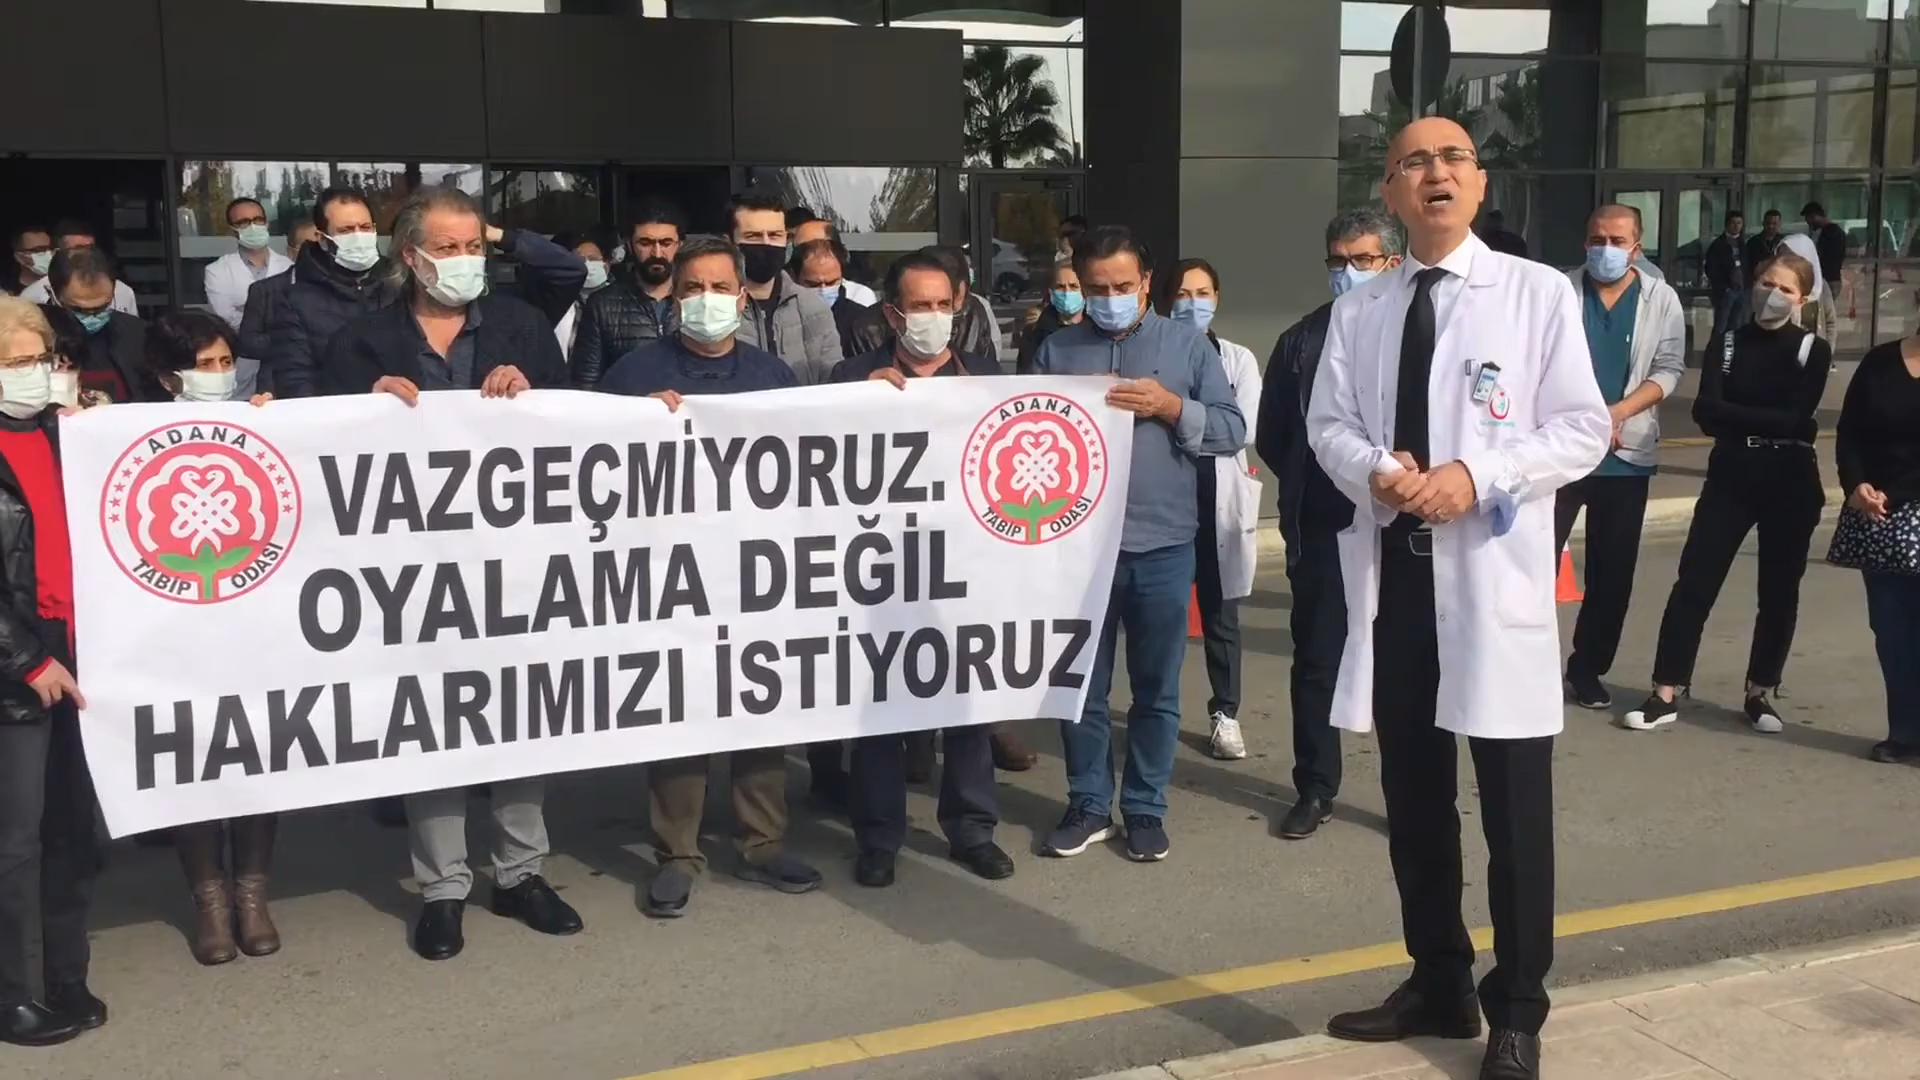 ADANA
TABİP ODASI
VAZGEÇMİYORUZ.
OYALAMA DEĞİL
HAKLARIMIZI İSTİYORUZ
ADANA
TABİP ODASI